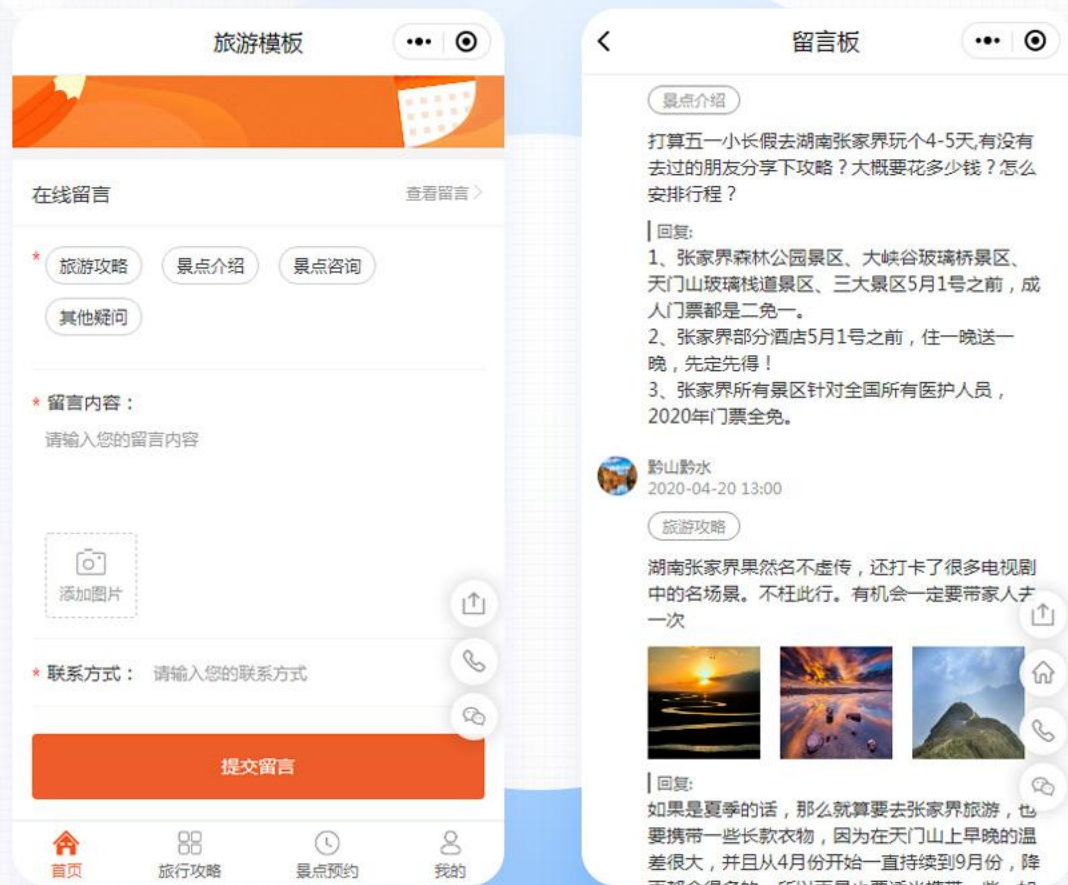 旅游模板
在线留言
查看留言
* 旅游攻略 景点介绍 景点咨询
其他疑问
* 留言内容：
请输入您的留言内容
添加图片
* 联系方式： 请输入您的联系方式
提交留言
首页 旅行攻略 景点预约 我的
留言板
景点介绍
打算五一小长假去湖南张家界玩个4-5天,有没有
去过的朋友分享下攻略？大概要花多少钱？怎么
安排行程？
回复:
1、张家界森林公园景区、大峡谷玻璃桥景区、
天门山玻璃栈道景区、三大景区5月1号之前，成
人门票都是二免一。
2、张家界部分酒店5月1号之前，住一晚送一
晚，先定先得！
3、张家界所有景区针对全国所有医护人员，
2020年门票全免。
黔山黔水
2020-04-20 13:00
旅游攻略
湖南张家界果然名不虚传，还打卡了很多电视剧
中的名场景。不枉此行。有机会一定要带家人去
一次
回复:
如果是夏季的话，那么就算要去张家界旅游，也
要携带一些长款衣物，因为在天门山上早晚的温
差很大，并且从4月份开始一直持续到9月份，降